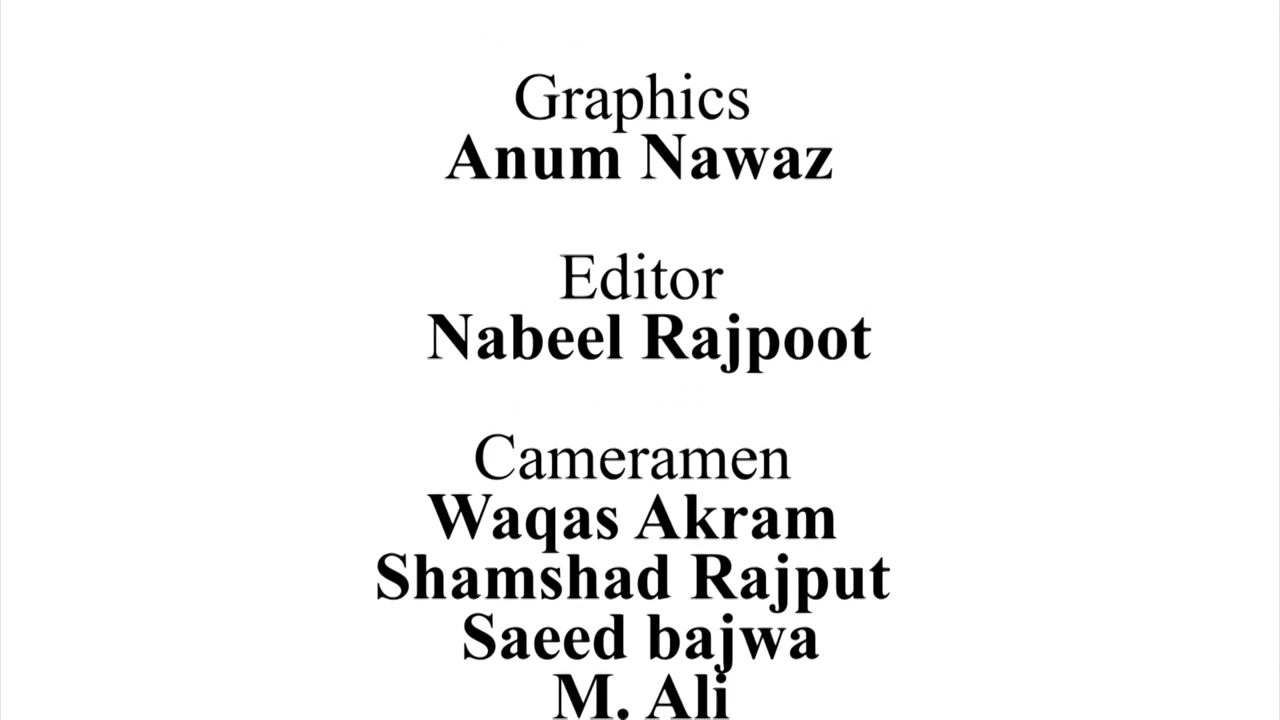 Graphics
Anum Nawaz
Editor
Nabeel Rajpoot
Cameramen
Waqas Akram
Shamshad Rajput
Saeed bajwa
M. Ali